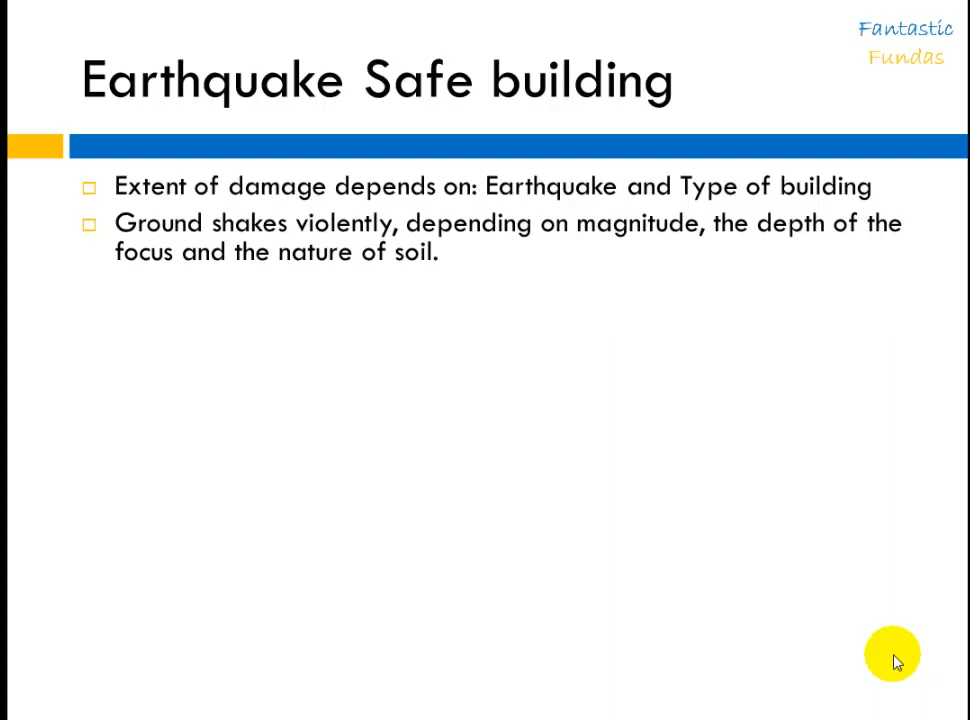 Fantastic
Fundas
Earthquake Safe building
Extent of damage depends on: Earthquake and Type of building
Ground shakes violently, depending on magnitude, the depth of the
focus and the nature of soil.